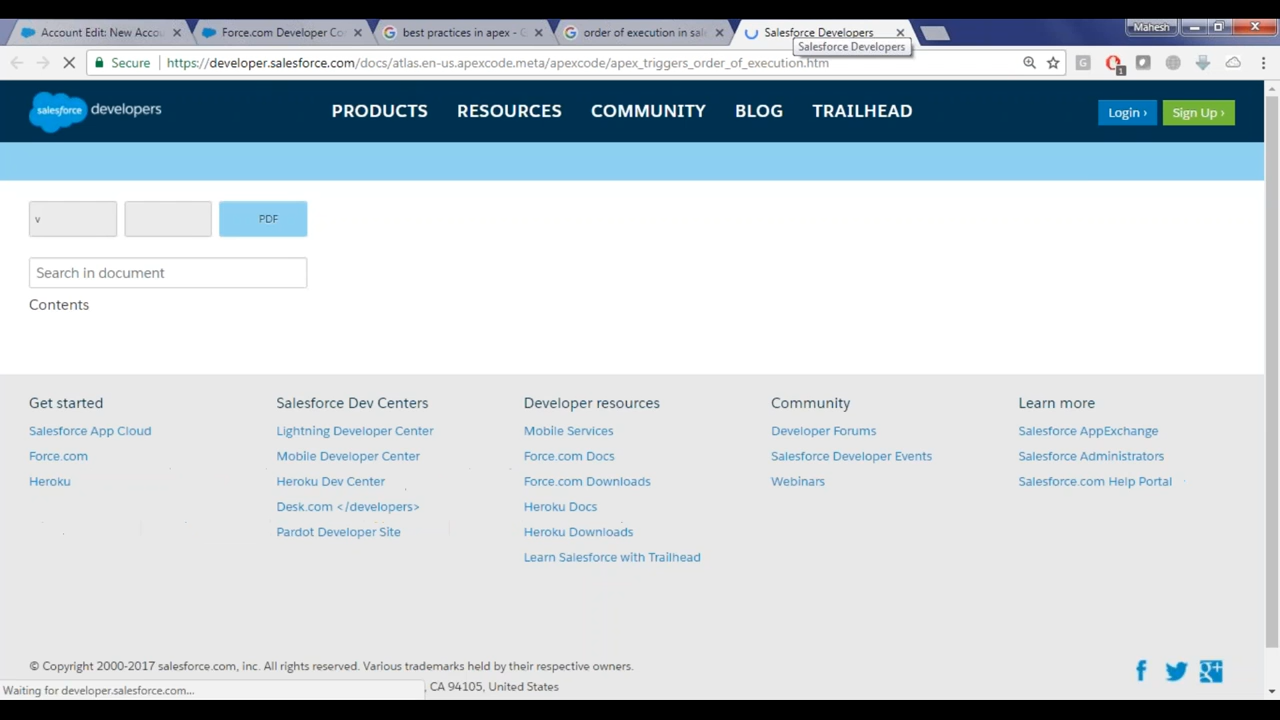 Account Edit: New Accou
Force.com Developer Co
best practices in apex - G
order of execution in sal
Salesforce Developers
Mahesh
Salesforce Developers
Secure
https://developer.salesforce.com/docs/atlas.en-us.apexcode.meta/apexcode/apex_triggers_order_of_execution.htm
1
salesforce developers
PRODUCTS
RESOURCES
COMMUNITY
BLOG
TRAILHEAD
Login ›
Sign Up ›
v
PDF
Search in document
Contents
Get started
Salesforce App Cloud
Force.com
Heroku
Salesforce Dev Centers
Lightning Developer Center
Mobile Developer Center
Heroku Dev Center
Desk.com </developers>
Pardot Developer Site
Developer resources
Mobile Services
Force.com Docs
Force.com Downloads
Heroku Docs
Heroku Downloads
Learn Salesforce with Trailhead
Community
Developer Forums
Salesforce Developer Events
Webinars
Learn more
Salesforce AppExchange
Salesforce Administrators
Salesforce.com Help Portal
© Copyright 2000-2017 salesforce.com, inc. All rights reserved. Various trademarks held by their respective owners.
, CA 94105, United States
Waiting for developer.salesforce.com...